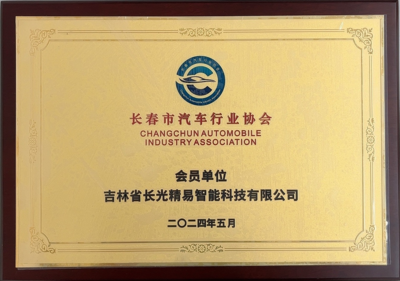 长春市汽车行业协会
CHANGCHUN AUTOMOBILE
INDUSTRY ASSOCIATION
会员单位
吉林省长光精易智能科技有限公司
二〇二四年五月